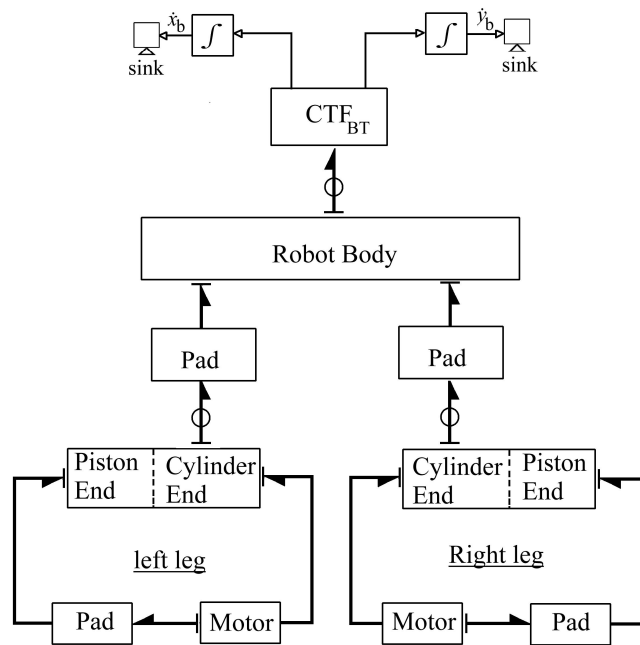 ẋb ∫ ∫ ẏb
sink sink
CTFBT
Robot Body
Pad Pad
Piston End Cylinder End Cylinder End Piston End
left leg Right leg
Pad Motor Motor Pad